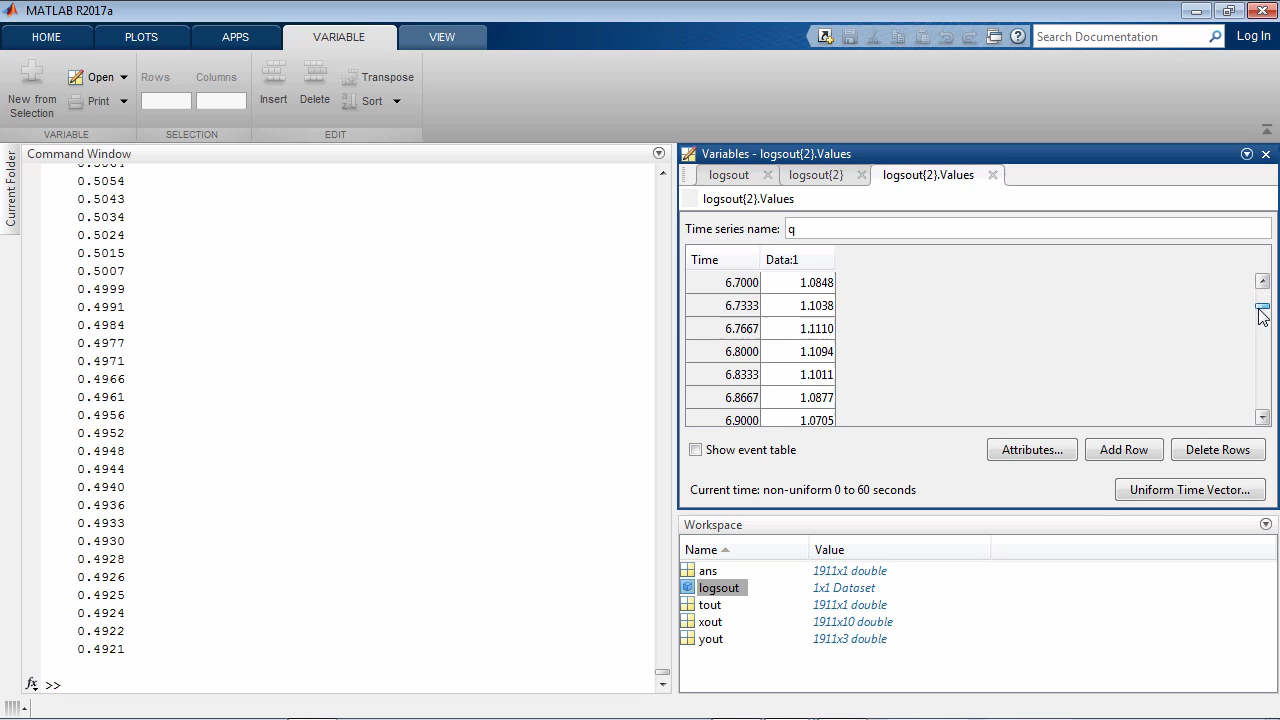 MATLAB R2017a
HOME PLOTS APPS VARIABLE VIEW Search Documentation Log In
New from Selection Open Rows Columns Insert Delete Transpose
Print Sort
VARIABLE SELECTION EDIT
Current Folder
Command Window
0.5054
0.5043
0.5034
0.5024
0.5015
0.5007
0.4999
0.4991
0.4984
0.4977
0.4971
0.4966
0.4961
0.4956
0.4952
0.4948
0.4944
0.4940
0.4936
0.4933
0.4930
0.4928
0.4926
0.4925
0.4924
0.4922
0.4921
fx >>
Variables - logsout{2}.Values
logsout logsout{2} logsout{2}.Values
logsout{2}.Values
Time series name: q
Time Data:1
6.7000 1.0848
6.7333 1.1038
6.7667 1.1110
6.8000 1.1094
6.8333 1.1011
6.8667 1.0877
6.9000 1.0705
Show event table Attributes... Add Row Delete Rows
Current time: non-uniform 0 to 60 seconds Uniform Time Vector...
Workspace
Name Value
ans 1911x1 double
logsout 1x1 Dataset
tout 1911x1 double
xout 1911x10 double
yout 1911x3 double